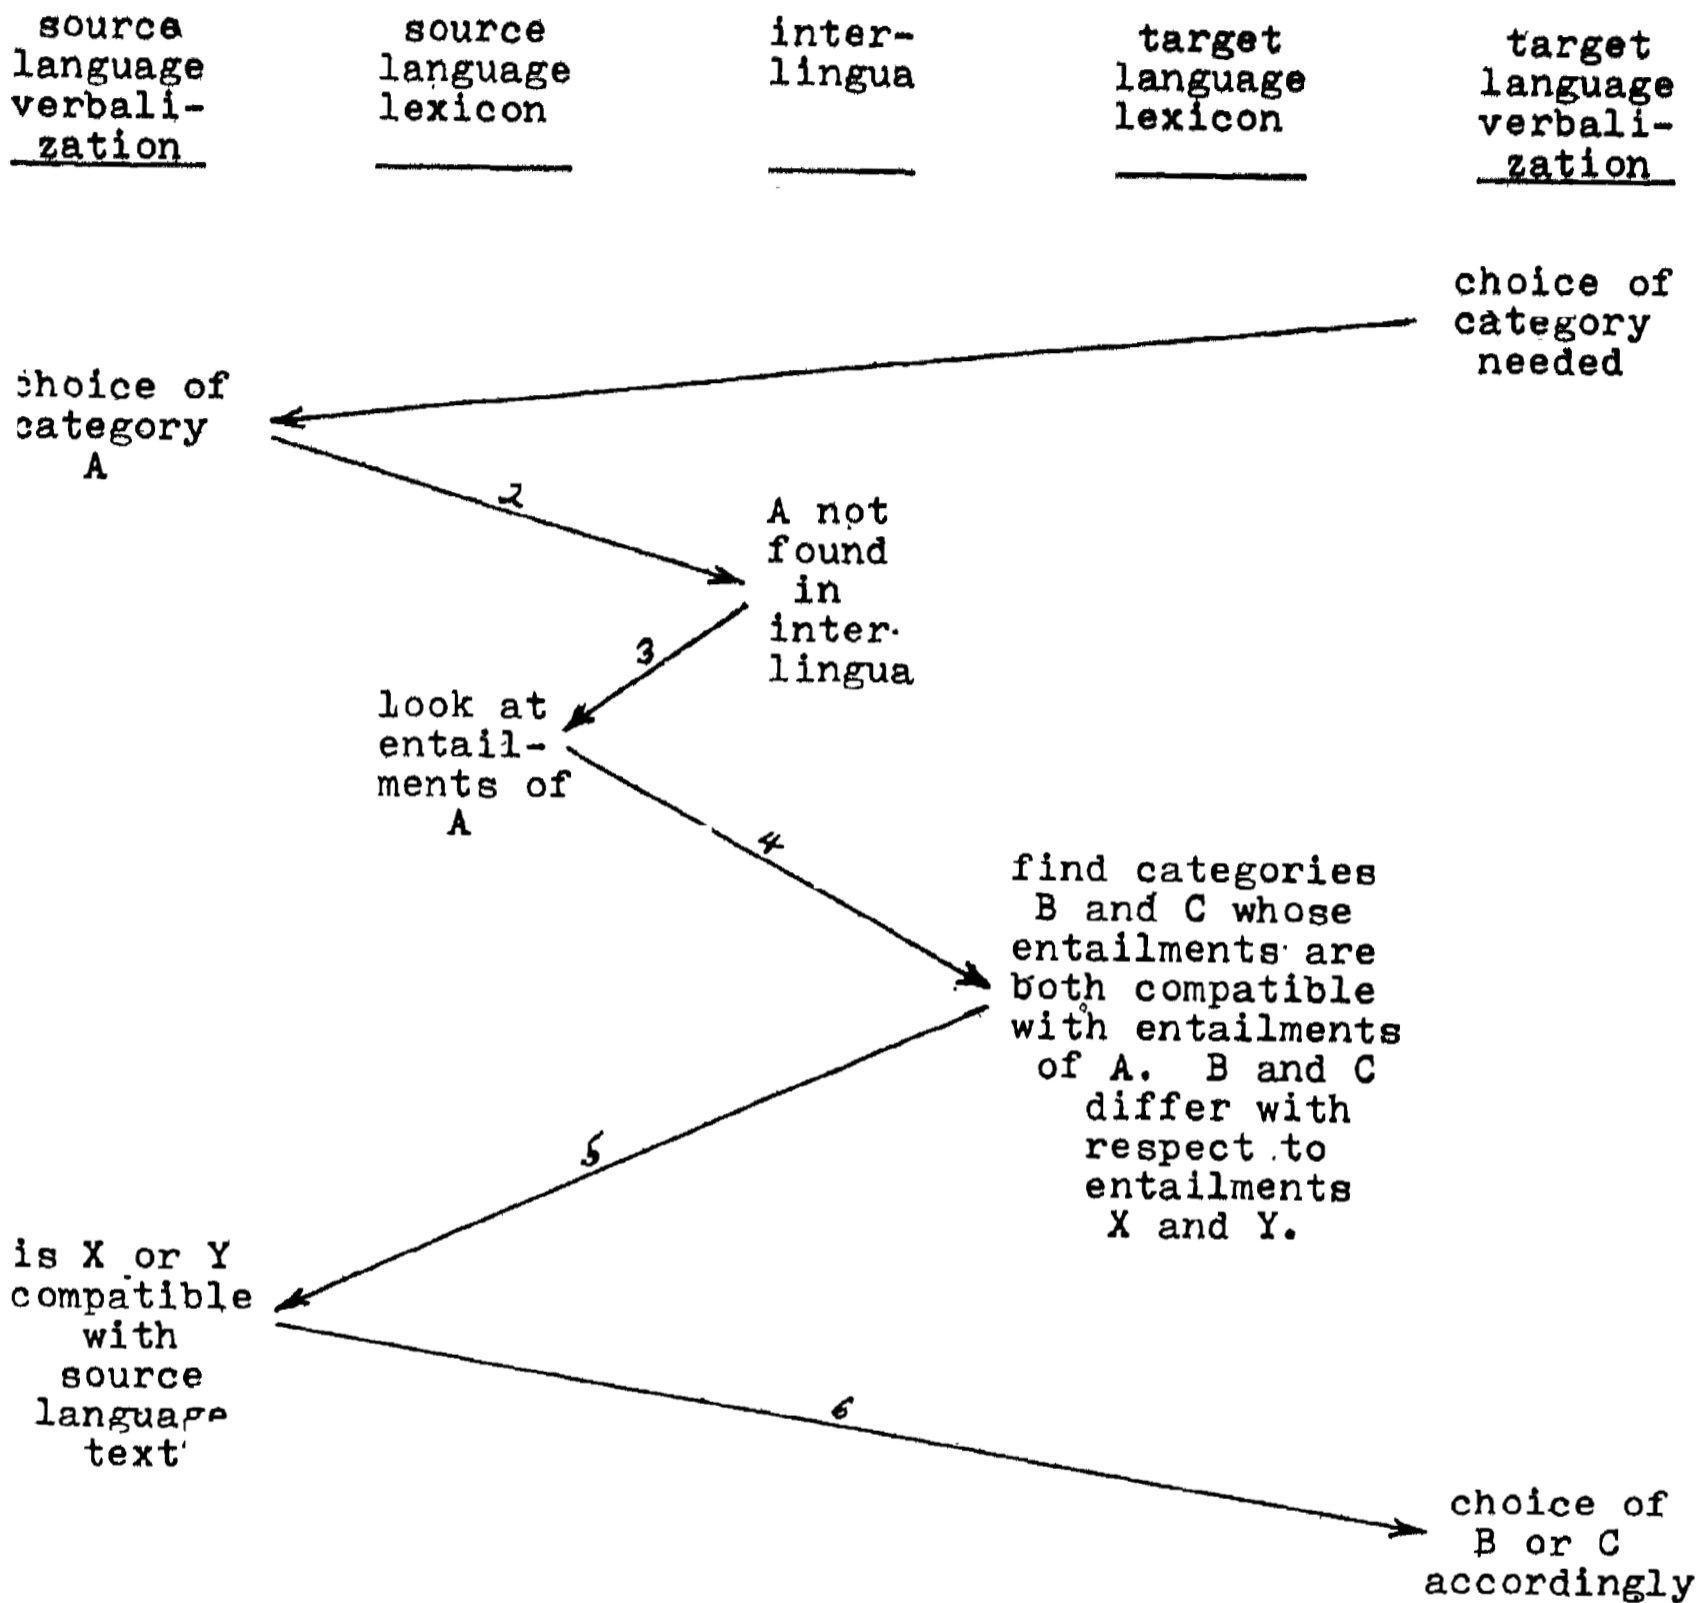 source
language
verbali-
zation
source
language
lexicon
inter-
lingua
target
language
lexicon
target
language
verbali-
zation
choice of
category
needed
choice of
category
A
2
A not
found
in
inter-
lingua
3
look at
entail-
ments of
A
4
find categories
B and C whose
entailments are
both compatible
with entailments
of A. B and C
differ with
respect to
entailments
X and Y.
5
is X or Y
compatible
with
source
language
text
6
choice of
B or C
accordingly